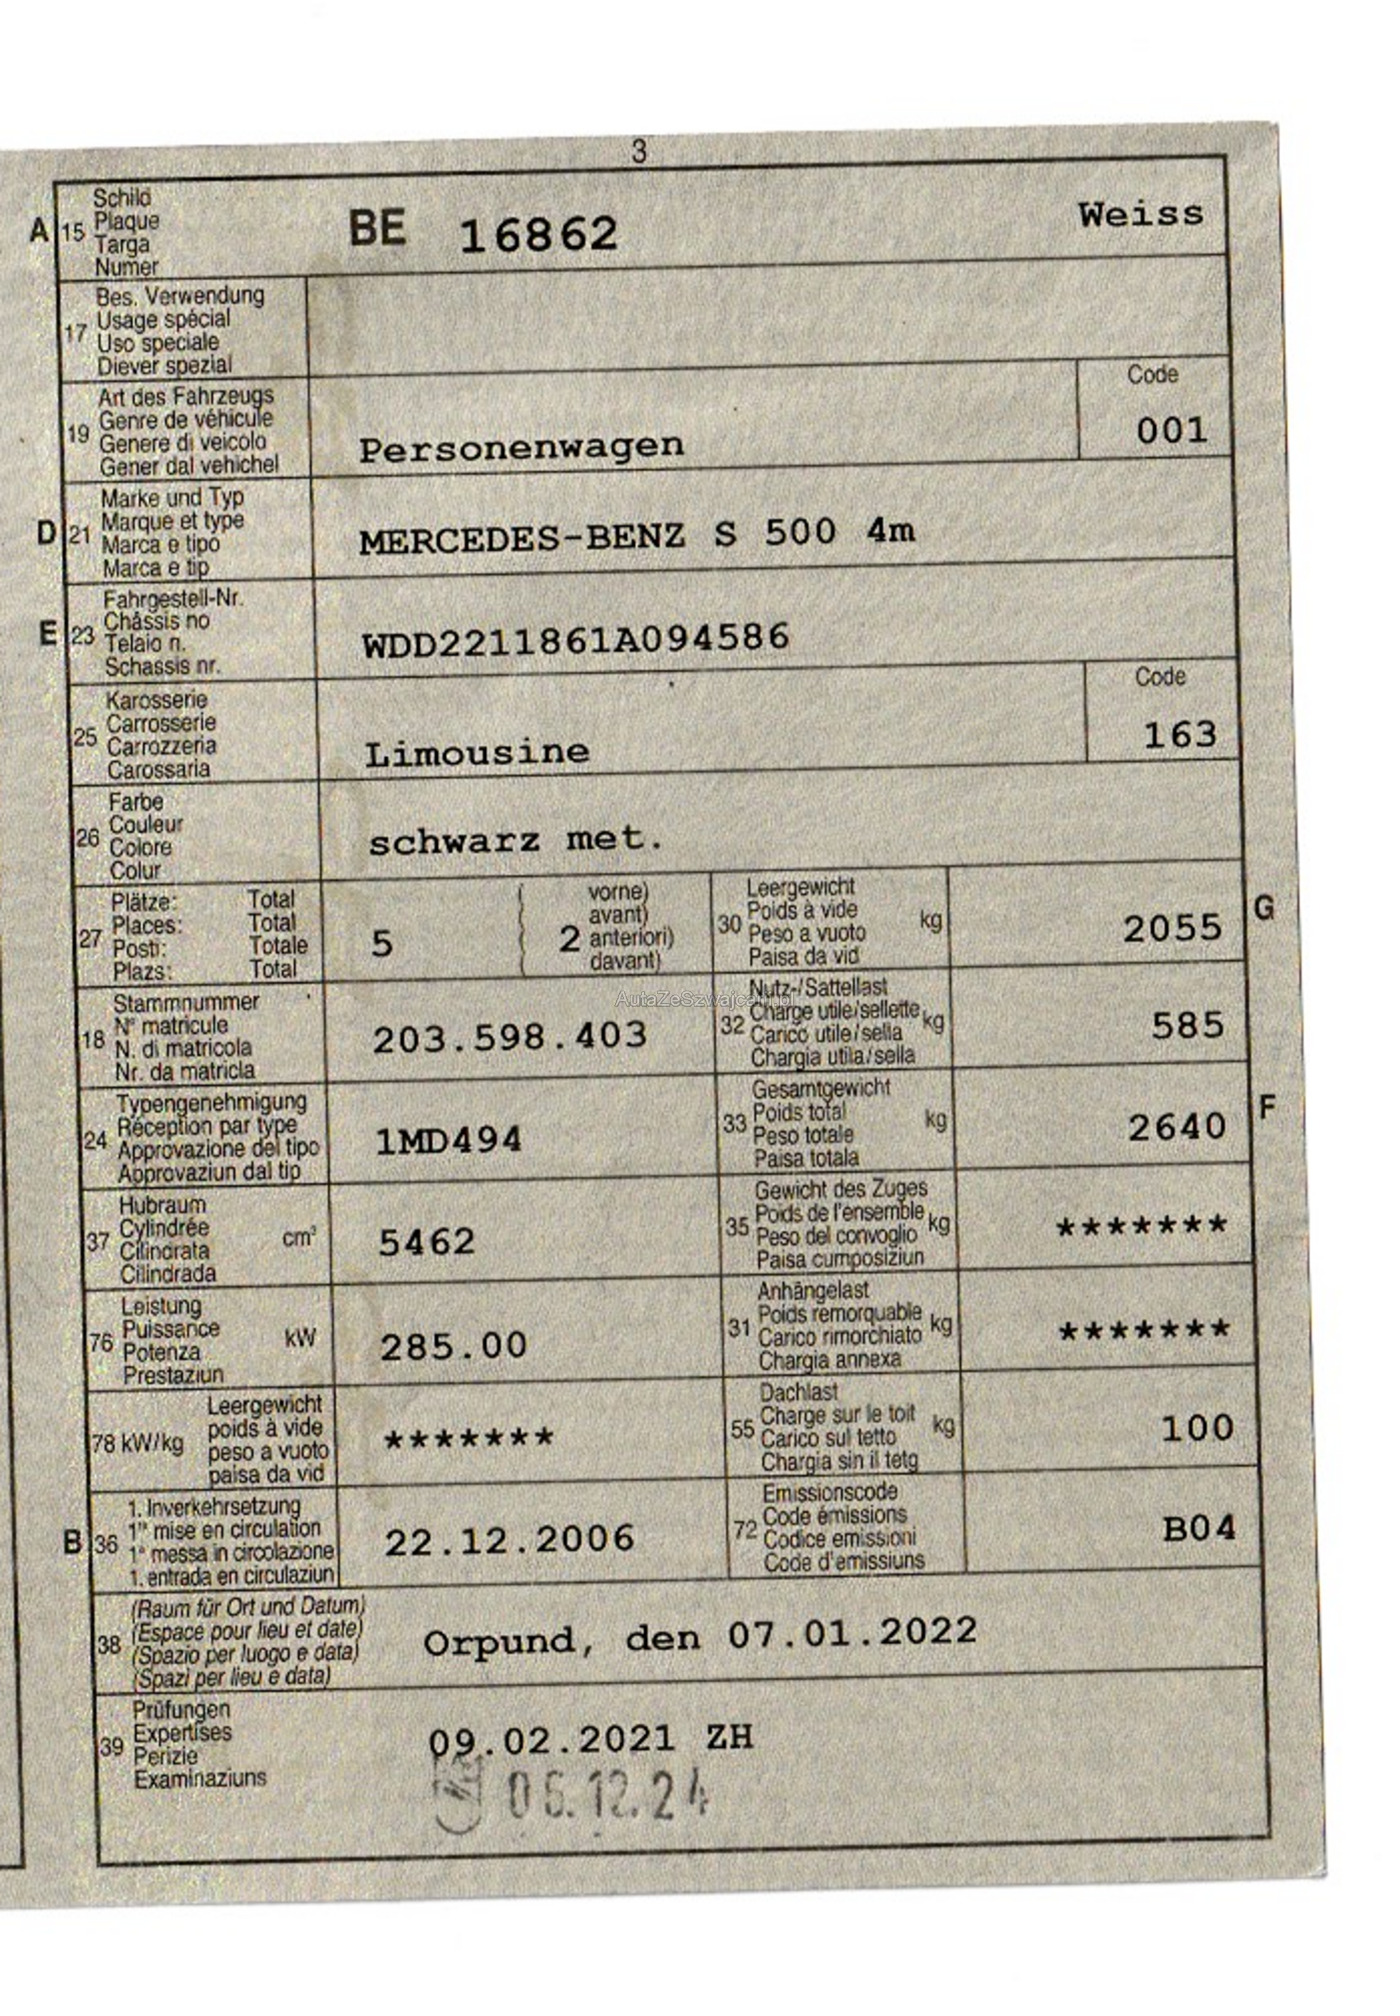 3
A 15 Schild Plaque Targa Numer BE 16862 Weiss
17 Bes. Verwendung
Usage spécial
Uso speciale
Diever spezial
19 Art des Fahrzeugs
Genre de véhicule
Genere di veicolo
Gener dal vehichel
Personenwagen
Code
001
D 21 Marke und Typ
Marque et type
Marca e tipo
Marca e tip
MERCEDES-BENZ S 500 4m
E 23 Fahrgestell-Nr.
Châssis no
Telaio n.
Schassis nr.
WDD2211861A094586
25 Karosserie
Carrosserie
Carrozzeria
Carossaria
Limousine
Code
163
26 Farbe
Couleur
Colore
Colur
schwarz met.
27 Plätze: Total
Places: Total
Posti: Totale
Plazs: Total
5
2
vorne)
avant)
anteriori)
davant)
30 Leergewicht
Poids à vide
Peso a vuoto
Paisa da vid
kg
2055
G
18 Stammnummer
N° matricule
N. di matricola
Nr. da matricla
203.598.403
AutaZeSzwajcarii.pl
32 Nutz-/Sattellast
Charge utile/sellette
Carico utile/sella
Chargia utila/sella
kg
585
24 Typengenehmigung
Réception par type
Approvazione del tipo
Approvaziun dal tip
1MD494
33 Gesamtgewicht
Poids total
Peso totale
Paisa totala
kg
2640
F
37 Hubraum
Cylindrée
Cilindrata
Cilindrada
cm³
5462
35 Gewicht des Zuges
Poids de l'ensemble
Peso del convoglio
Paisa cumposiziun
kg
*******
76 Leistung
Puissance
Potenza
Prestaziun
kW
285.00
31 Anhängelast
Poids remorquable
Carico rimorchiato
Chargia annexa
kg
*******
78 kW/kg
Leergewicht
poids à vide
peso a vuoto
paisa da vid
*******
55 Dachlast
Charge sur le toit
Carico sul tetto
Chargia sin il tetg
kg
100
B 36 1. Inverkehrsetzung
1re mise en circulation
1a messa in circolazione
1. entrada en circulaziun
22.12.2006
72 Emissionscode
Code émissions
Codice emissioni
Code d'emissiuns
B04
38 (Raum für Ort und Datum)
(Espace pour lieu et date)
(Spazio per luogo e data)
(Spazi per lieu e data)
Orpund, den 07.01.2022
39 Prüfungen
Expertises
Perizie
Examinaziuns
09.02.2021 ZH
06.12.24